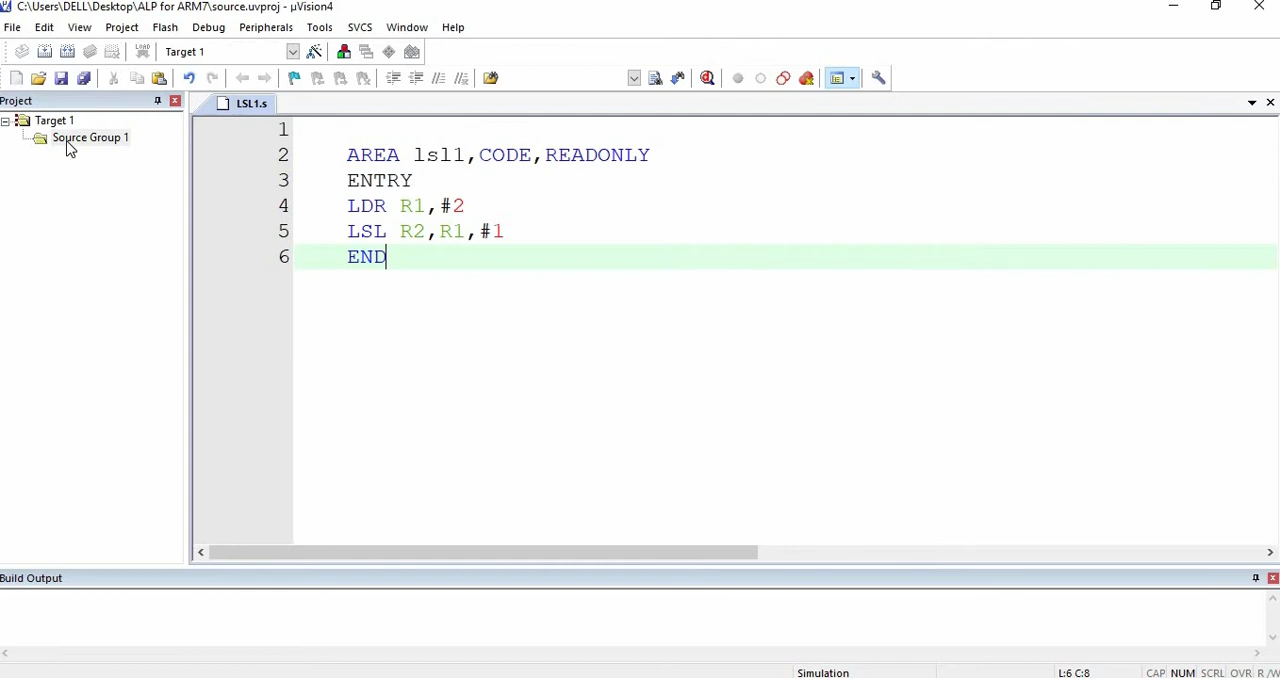 C:\Users\DELL\Desktop\ALP for ARM7\source.uvproj - µVision4
File Edit View Project Flash Debug Peripherals Tools SVCS Window Help
LOAD Target 1
Project
LSL1.s
Target 1
Source Group 1
1
2 AREA lsl1,CODE,READONLY
3 ENTRY
4 LDR R1,#2
5 LSL R2,R1,#1
6 END
Build Output
Simulation L:6 C:8 CAP NUM SCRL OVR R /W